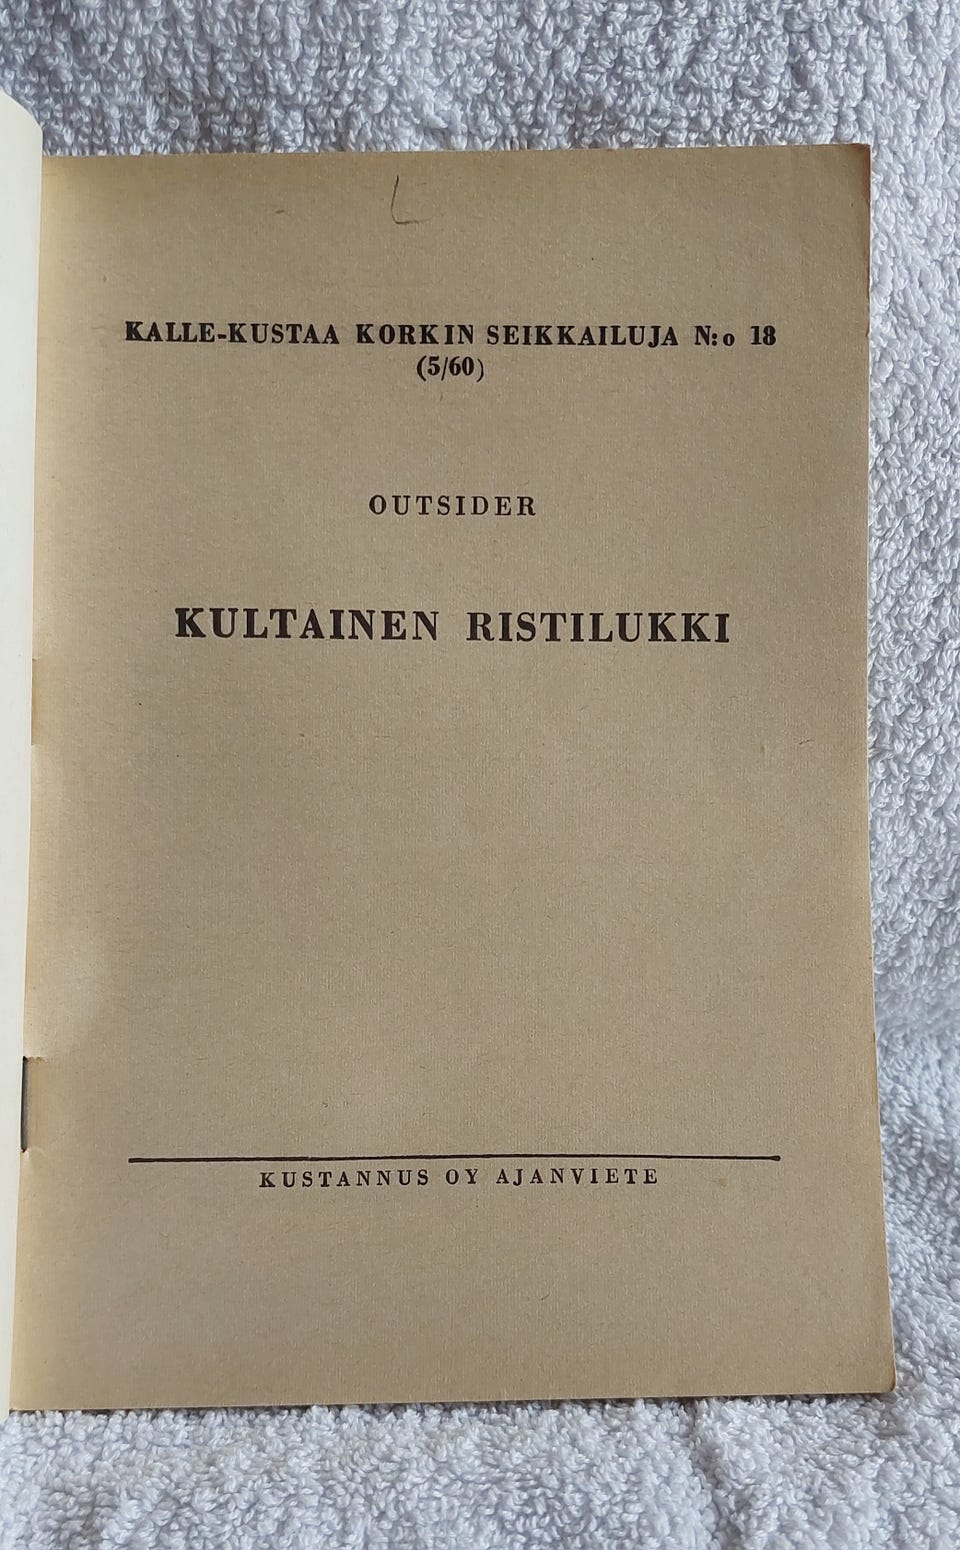 L
KALLE-KUSTAA KORKIN SEIKKAILUJA N:o 18
(5/60)
OUTSIDER
KULTAINEN RISTILUKKI
KUSTANNUS OY AJANVIETE